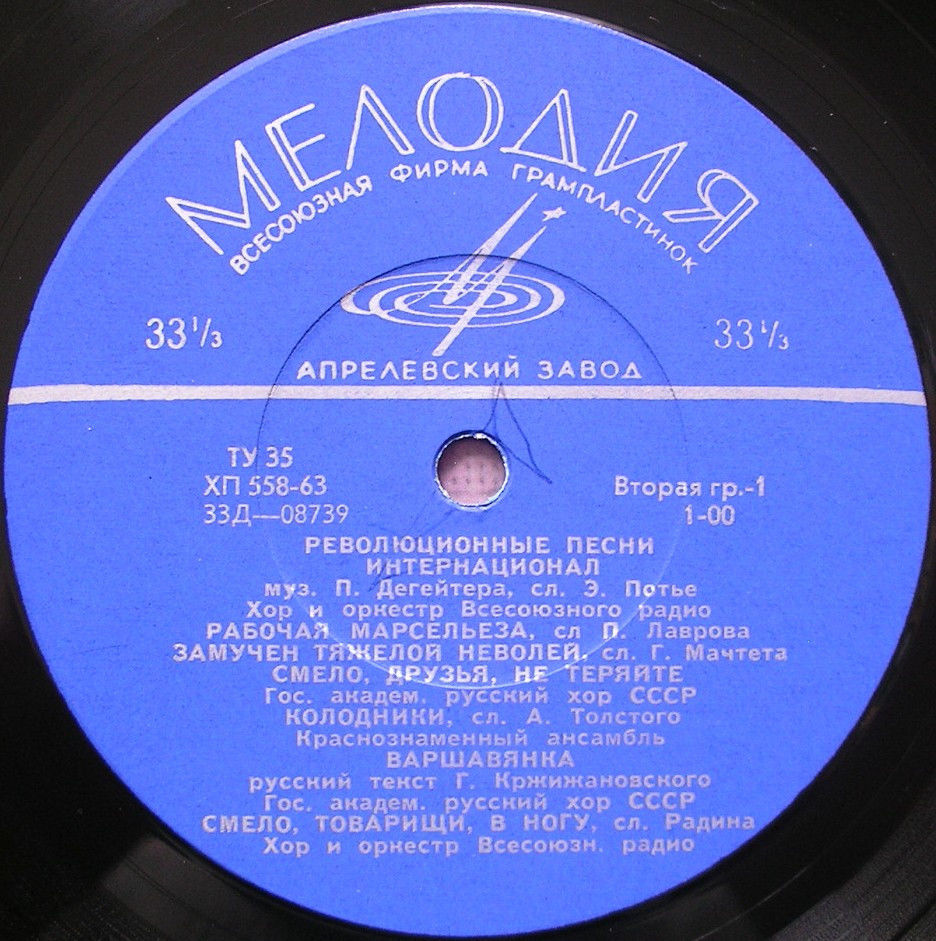 МЕЛОДИЯ
ВСЕСОЮЗНАЯ ФИРМА ГРАМПЛАСТИНОК
33⅓
33⅓
АПРЕЛЕВСКИЙ ЗАВОД
ТУ 35
ХП 558-63
Вторая гр.-1
33Д—08739
1-00
РЕВОЛЮЦИОННЫЕ ПЕСНИ
ИНТЕРНАЦИОНАЛ
муз. П. Дегейтера, сл. Э. Потье
Хор и оркестр Всесоюзного радио
РАБОЧАЯ МАРСЕЛЬЕЗА, сл П. Лаврова
ЗАМУЧЕН ТЯЖЕЛОЙ НЕВОЛЕЙ, сл. Г. Мачтета
СМЕЛО, ДРУЗЬЯ, НЕ ТЕРЯЙТЕ
Гос. академ. русский хор СССР
КОЛОДНИКИ, сл. А. Толстого
Краснознаменный ансамбль
ВАРШАВЯНКА
русский текст Г. Кржижановского
Гос. академ. русский хор СССР
СМЕЛО, ТОВАРИЩИ, В НОГУ, сл. Радина
Хор и оркестр Всесоюзн. радио